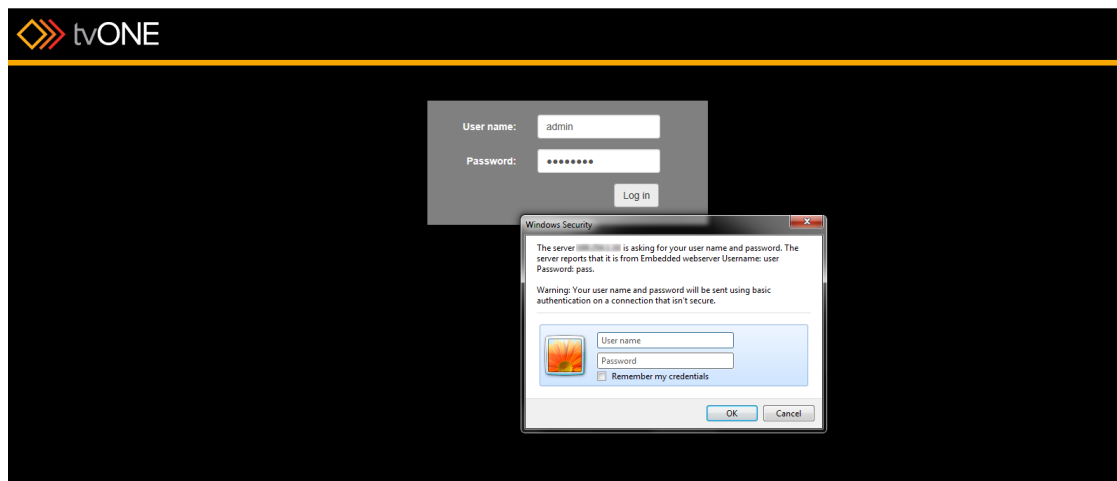 tvONE
User name: admin
Password: ••••••••
Log in
Windows Security
The server is asking for your user name and password. The
server reports that it is from Embedded webserver Username: user
Password: pass.
Warning: Your user name and password will be sent using basic
authentication on a connection that isn't secure.
User name
Password
Remember my credentials
OK Cancel